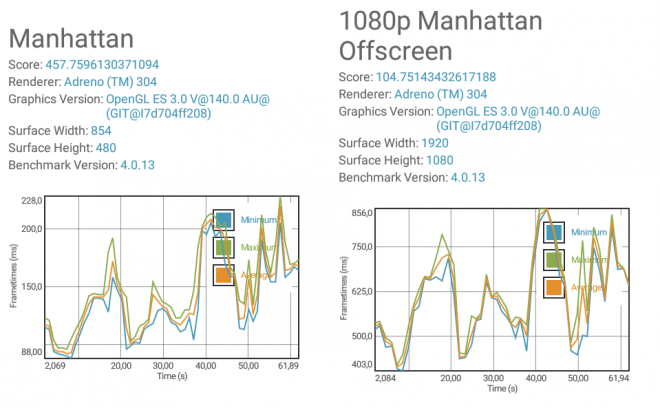 Manhattan
Score: 457.7596130371094
Renderer: Adreno (TM) 304
Graphics Version: OpenGL ES 3.0 V@140.0 AU@
(GIT@I7d704ff208)
Surface Width: 854
Surface Height: 480
Benchmark Version: 4.0.13
228,0
200,0
150,0
88,00
Frametimes (ms)
Minimum
Maximum
Average
2,069
20,00
30,00
40,00
50,00
61,89
Time (s)
1080p Manhattan
Offscreen
Score: 104.75143432617188
Renderer: Adreno (TM) 304
Graphics Version: OpenGL ES 3.0 V@140.0 AU@
(GIT@I7d704ff208)
Surface Width: 1920
Surface Height: 1080
Benchmark Version: 4.0.13
856,0
750,0
625,0
500,0
403,0
Frametimes (ms)
Minimum
Maximum
Average
2,084
20,00
30,00
40,00
50,00
61,94
Time (s)